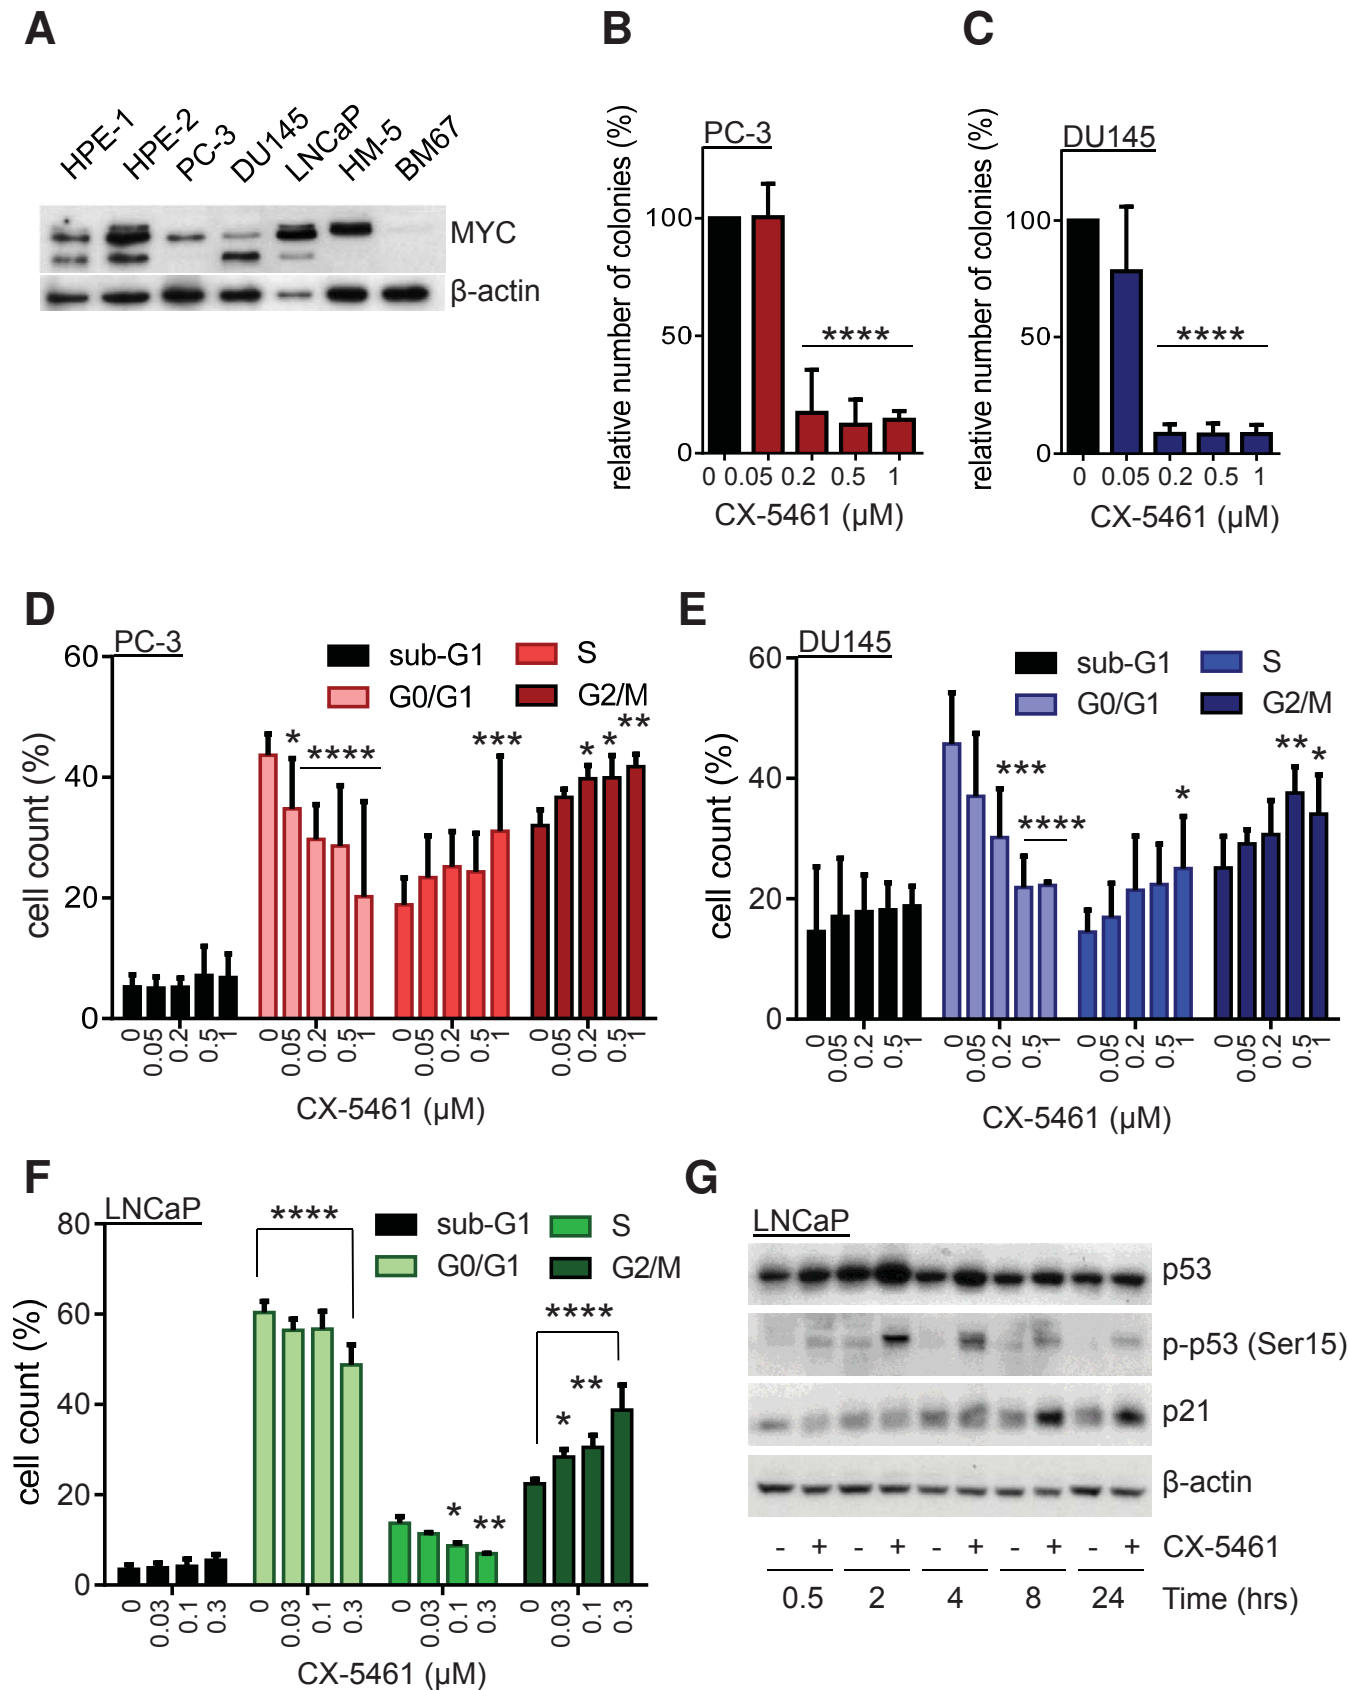 A
HPE-1 HPE-2 PC-3 DU145 LNCaP HM-5 BM67
MYC
β-actin
B
PC-3
relative number of colonies (%)
100
50
0
****
0 0.05 0.2 0.5 1
CX-5461 (µM)
C
DU145
relative number of colonies (%)
100
50
0
****
0 0.05 0.2 0.5 1
CX-5461 (µM)
D
PC-3
sub-G1 S
G0/G1 G2/M
cell count (%)
60
40
20
0
* **** *** * * **
0 0.05 0.2 0.5 1 0 0.05 0.2 0.5 1 0 0.05 0.2 0.5 1 0 0.05 0.2 0.5 1
CX-5461 (µM)
E
DU145
sub-G1 S
G0/G1 G2/M
cell count (%)
60
40
20
0
*** **** * ** *
0 0.05 0.2 0.5 1 0 0.05 0.2 0.5 1 0 0.05 0.2 0.5 1 0 0.05 0.2 0.5 1
CX-5461 (µM)
F
LNCaP
sub-G1 S
G0/G1 G2/M
cell count (%)
80
60
40
20
0
**** * ** * ** ****
0 0.03 0.1 0.3 0 0.03 0.1 0.3 0 0.03 0.1 0.3 0 0.03 0.1 0.3
CX-5461 (µM)
G
LNCaP
p53
p-p53 (Ser15)
p21
β-actin
- + - + - + - + - + CX-5461
0.5 2 4 8 24 Time (hrs)